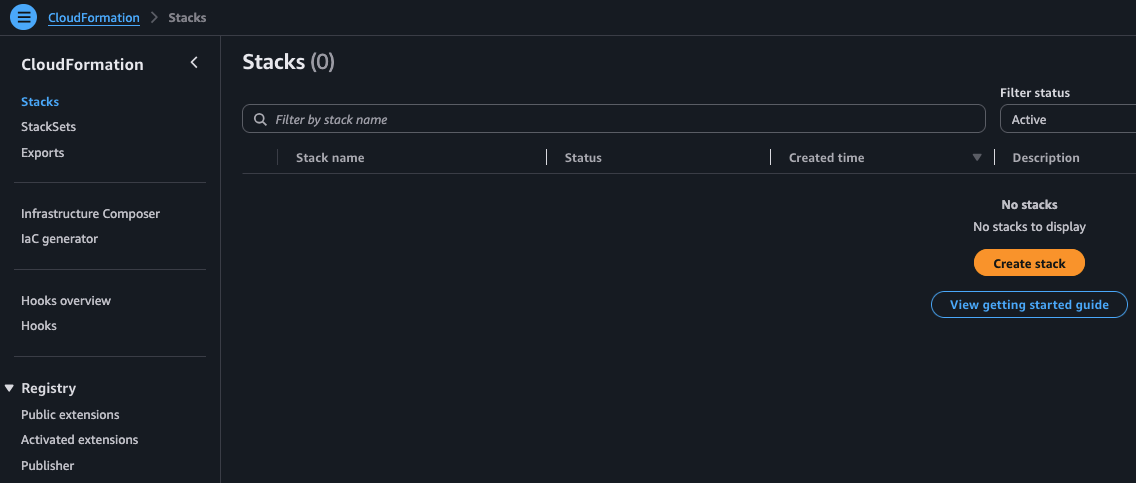 CloudFormation > Stacks
CloudFormation
Stacks
StackSets
Exports
Infrastructure Composer
IaC generator
Hooks overview
Hooks
Registry
Public extensions
Activated extensions
Publisher
Stacks (0)
Filter status
Filter by stack name
Active
Stack name Status Created time Description
No stacks
No stacks to display
Create stack
View getting started guide